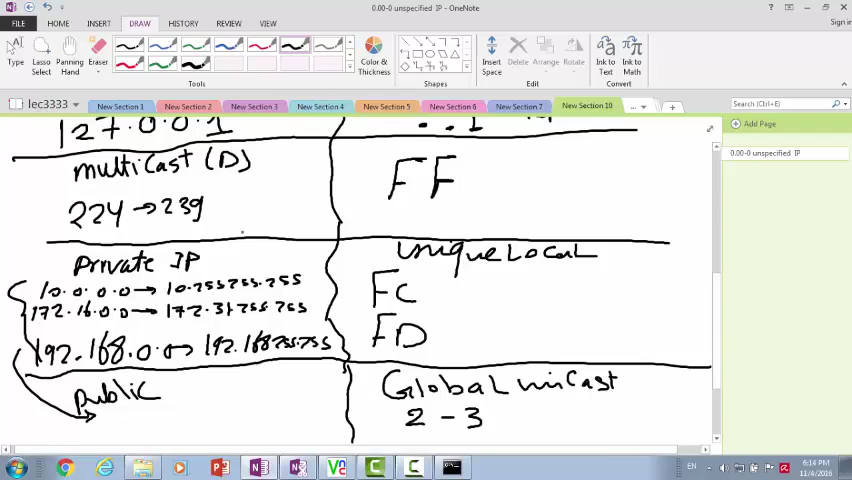 0.00-0 unspecified IP - OneNote
Sign in
FILE
HOME
INSERT
DRAW
HISTORY
REVIEW
VIEW
Type
Lasso Select
Panning Hand
Eraser
Color & Thickness
Insert Space
Delete
Arrange
Rotate
Ink to Text
Ink to Math
Tools
Shapes
Edit
Convert
lec3333
New Section 1
New Section 2
New Section 3
New Section 4
New Section 5
New Section 6
New Section 7
New Section 10
Search (Ctrl+E)
Add Page
0.00-0 unspecified IP
127.0.0.1
multiCast (D)
FF
224 → 239
Private IP
unique Local
10.0.0.0 → 10.255.255.255
FC
172.16.0.0 → 172.31.255.255
FD
192.168.0.0 → 192.168.255.255
public
Global uniCast
2 - 3
EN
6:14 PM
11/4/2016